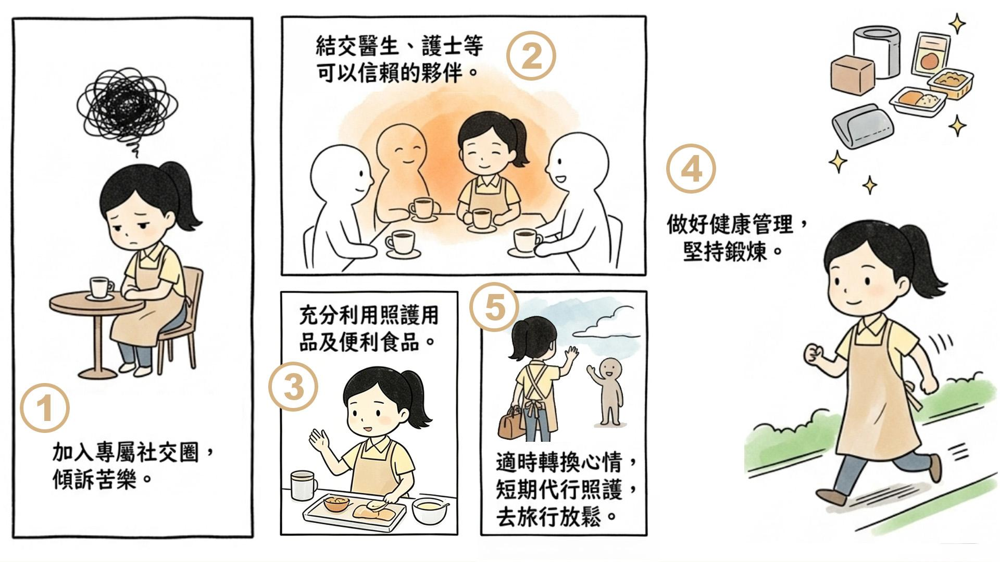 ①
加入專屬社交圈，
傾訴苦樂。
②
結交醫生、護士等
可以信賴的夥伴。
③
充分利用照護用
品及便利食品。
④
做好健康管理，
堅持鍛煉。
⑤
適時轉換心情，
短期代行照護，
去旅行放鬆。